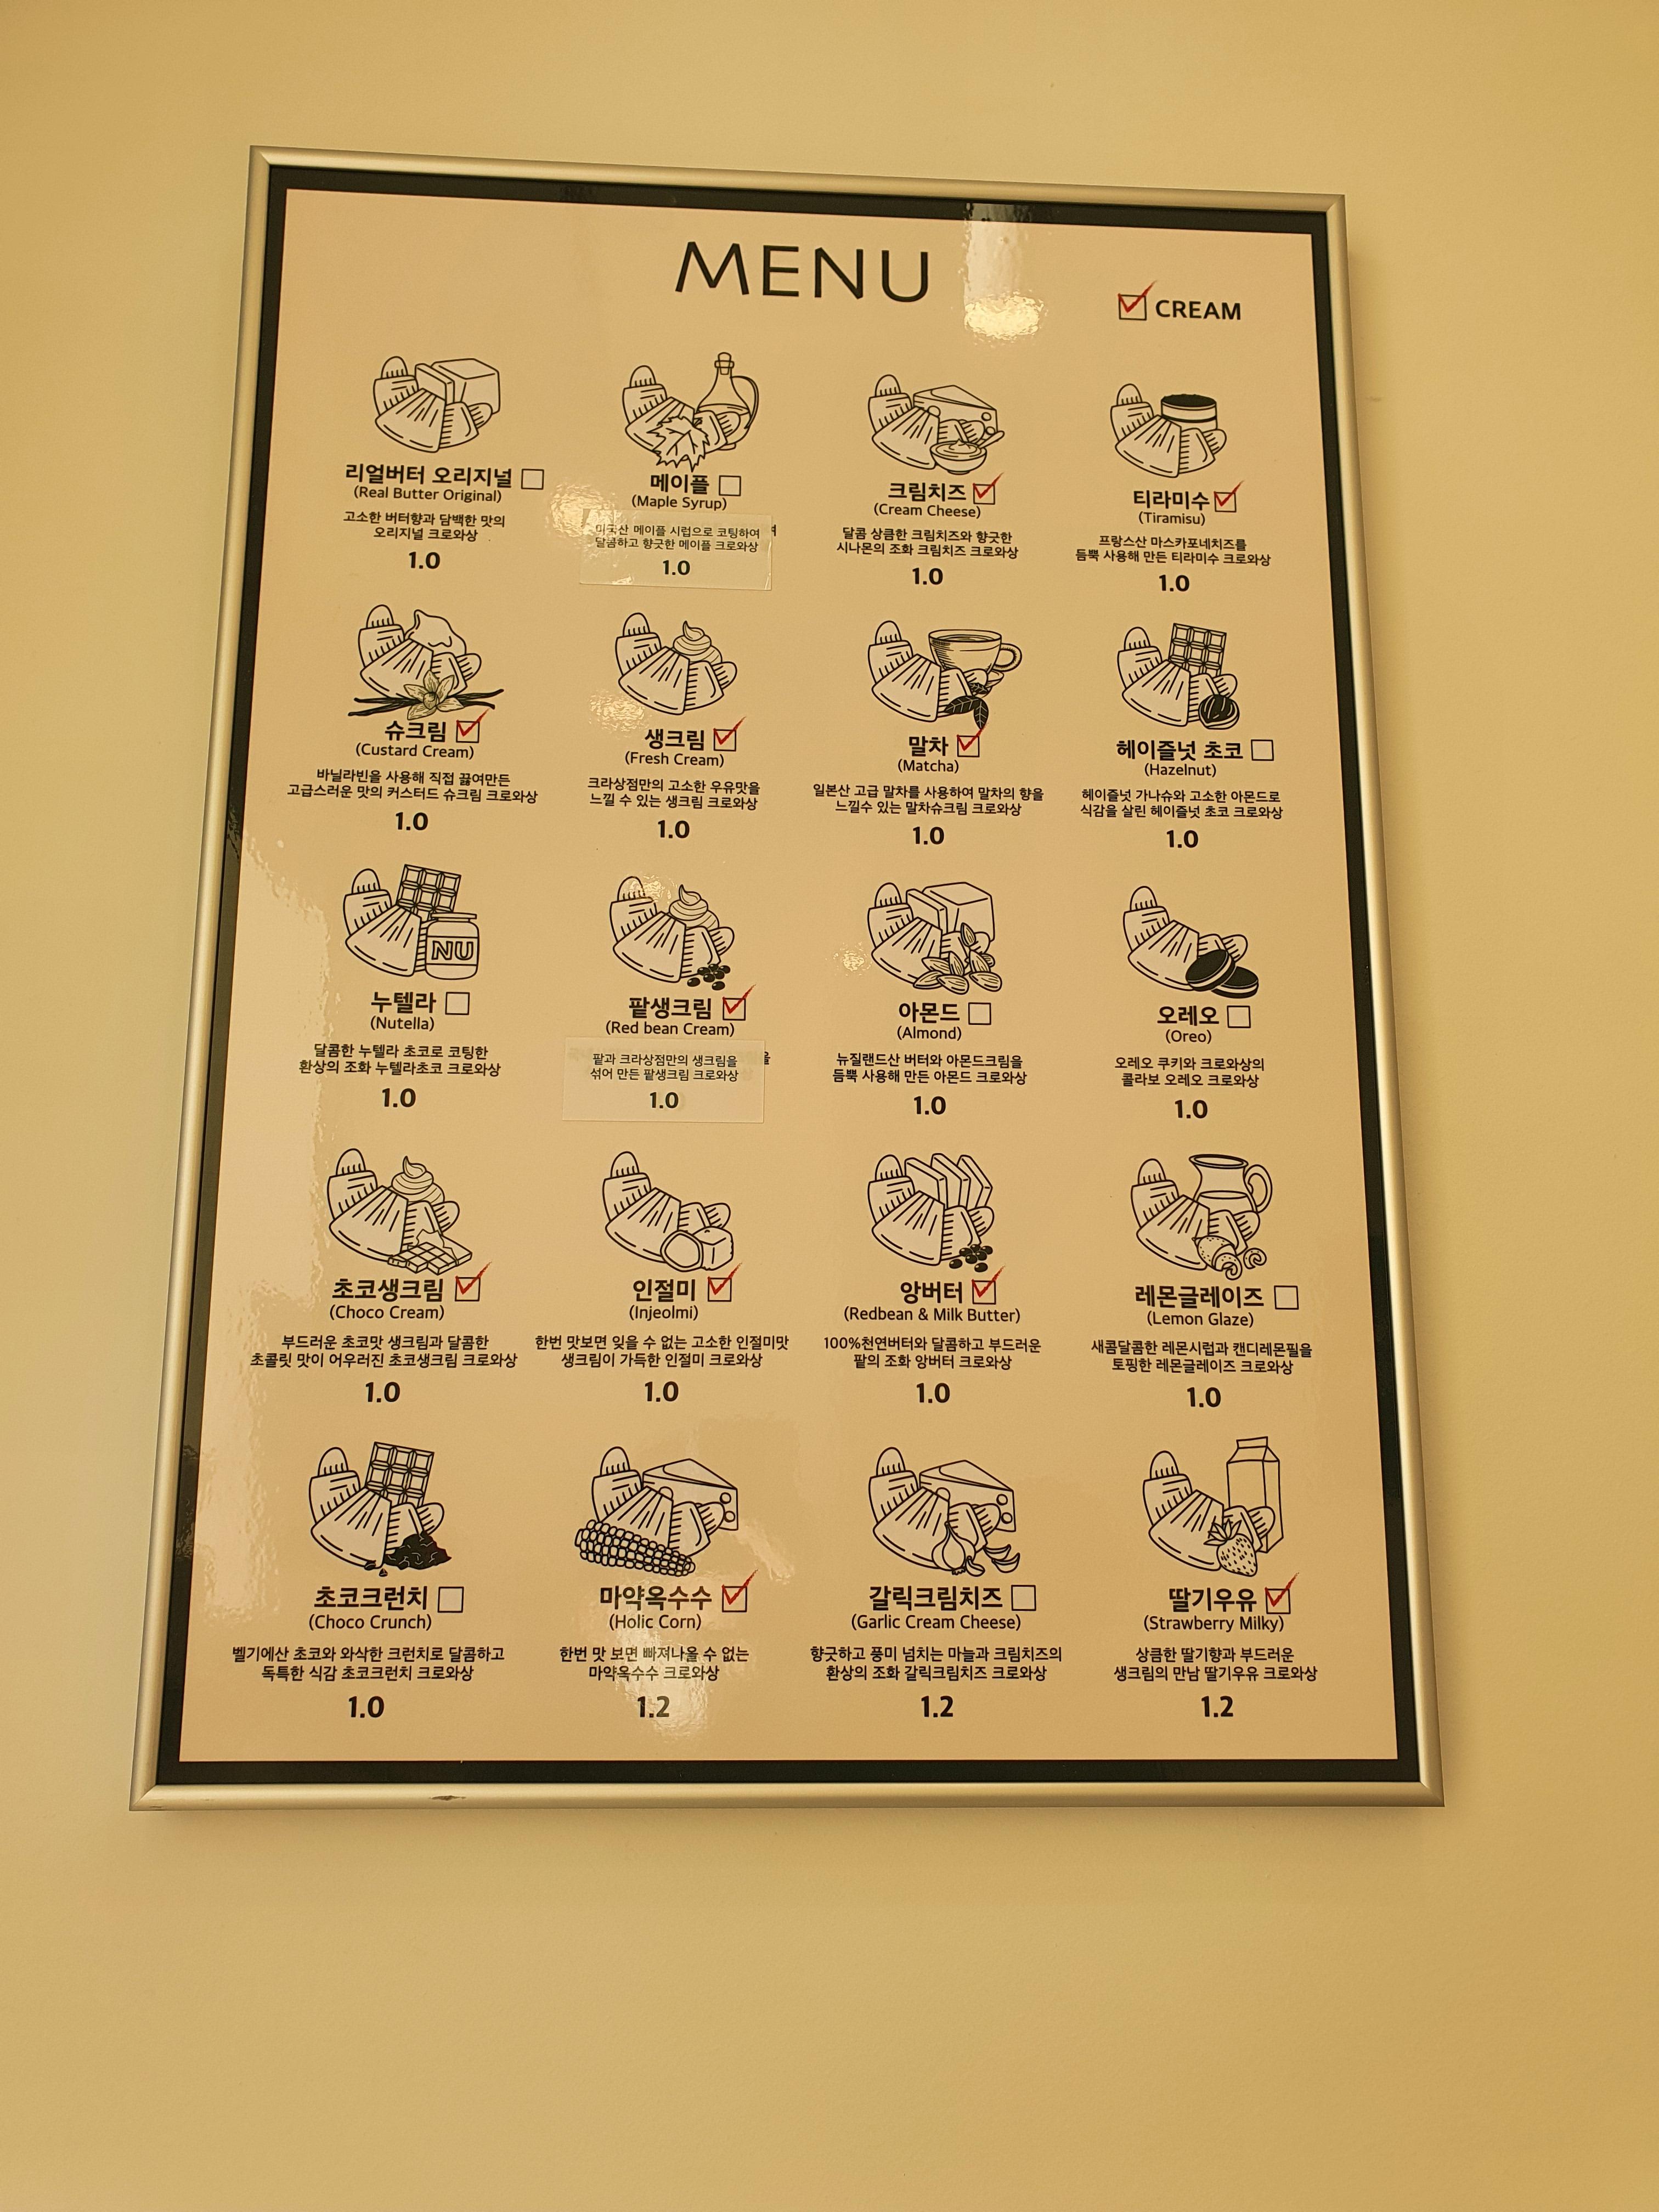 MENU
CREAM
리얼버터 오리지널
(Real Butter Original)
고소한 버터향과 담백한 맛의
오리지널 크로와상
1.0
메이플
(Maple Syrup)
미국산 메이플 시럽으로 코팅하여
달콤하고 향긋한 메이플 크로와상
1.0
크림치즈
(Cream Cheese)
달콤 상큼한 크림치즈와 향긋한
시나몬의 조화 크림치즈 크로와상
1.0
티라미수
(Tiramisu)
프랑스산 마스카포네치즈를
듬뿍 사용해 만든 티라미수 크로와상
1.0
슈크림
(Custard Cream)
바닐라빈을 사용해 직접 끓여만든
고급스러운 맛의 커스터드 슈크림 크로와상
1.0
생크림
(Fresh Cream)
크라상점만의 고소한 우유맛을
느낄 수 있는 생크림 크로와상
1.0
말차
(Matcha)
일본산 고급 말차를 사용하여 말차의 향을
느낄수 있는 말차슈크림 크로와상
1.0
헤이즐넛 초코
(Hazelnut)
헤이즐넛 가나슈와 고소한 아몬드로
식감을 살린 헤이즐넛 초코 크로와상
1.0
NU
누텔라
(Nutella)
달콤한 누텔라 초코로 코팅한
환상의 조화 누텔라초코 크로와상
1.0
팥생크림
(Red bean Cream)
팥과 크라상점만의 생크림을
섞어 만든 팥생크림 크로와상
1.0
아몬드
(Almond)
뉴질랜드산 버터와 아몬드크림을
듬뿍 사용해 만든 아몬드 크로와상
1.0
오레오
(Oreo)
오레오 쿠키와 크로와상의
콜라보 오레오 크로와상
1.0
초코생크림
(Choco Cream)
부드러운 초코맛 생크림과 달콤한
초콜릿 맛이 어우러진 초코생크림 크로와상
1.0
인절미
(Injeolmi)
한번 맛보면 잊을 수 없는 고소한 인절미맛
생크림이 가득한 인절미 크로와상
1.0
앙버터
(Redbean & Milk Butter)
100%천연버터와 달콤하고 부드러운
팥의 조화 앙버터 크로와상
1.0
레몬글레이즈
(Lemon Glaze)
새콤달콤한 레몬시럽과 캔디레몬필을
토핑한 레몬글레이즈 크로와상
1.0
초코크런치
(Choco Crunch)
벨기에산 초코와 와삭한 크런치로 달콤하고
독특한 식감 초코크런치 크로와상
1.0
마약옥수수
(Holic Corn)
한번 맛 보면 빠져나올 수 없는
마약옥수수 크로와상
1.2
갈릭크림치즈
(Garlic Cream Cheese)
향긋하고 풍미 넘치는 마늘과 크림치즈의
환상의 조화 갈릭크림치즈 크로와상
1.2
딸기우유
(Strawberry Milky)
상큼한 딸기향과 부드러운
생크림의 만남 딸기우유 크로와상
1.2